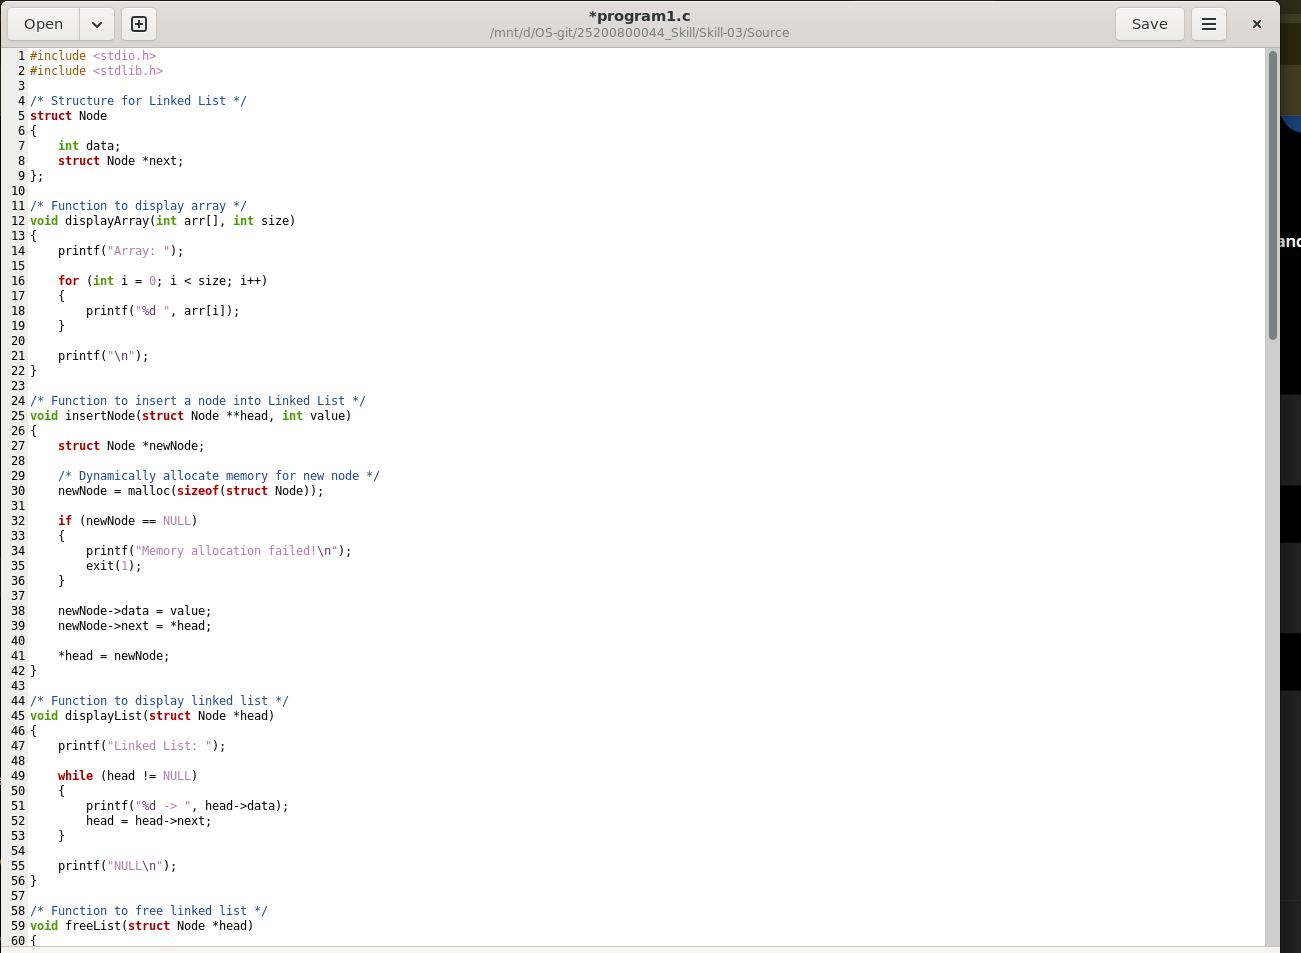 Open
*program1.c
/mnt/d/OS-git/25200800044_Skill/Skill-03/Source
Save
1 #include <stdio.h>
2 #include <stdlib.h>
3
4 /* Structure for Linked List */
5 struct Node
6 {
7     int data;
8     struct Node *next;
9 };
10
11 /* Function to display array */
12 void displayArray(int arr[], int size)
13 {
14     printf("Array: ");
15
16     for (int i = 0; i < size; i++)
17     {
18         printf("%d ", arr[i]);
19     }
20
21     printf("\n");
22 }
23
24 /* Function to insert a node into Linked List */
25 void insertNode(struct Node **head, int value)
26 {
27     struct Node *newNode;
28
29     /* Dynamically allocate memory for new node */
30     newNode = malloc(sizeof(struct Node));
31
32     if (newNode == NULL)
33     {
34         printf("Memory allocation failed!\n");
35         exit(1);
36     }
37
38     newNode->data = value;
39     newNode->next = *head;
40
41     *head = newNode;
42 }
43
44 /* Function to display linked list */
45 void displayList(struct Node *head)
46 {
47     printf("Linked List: ");
48
49     while (head != NULL)
50     {
51         printf("%d -> ", head->data);
52         head = head->next;
53     }
54
55     printf("NULL\n");
56 }
57
58 /* Function to free linked list */
59 void freeList(struct Node *head)
60 {